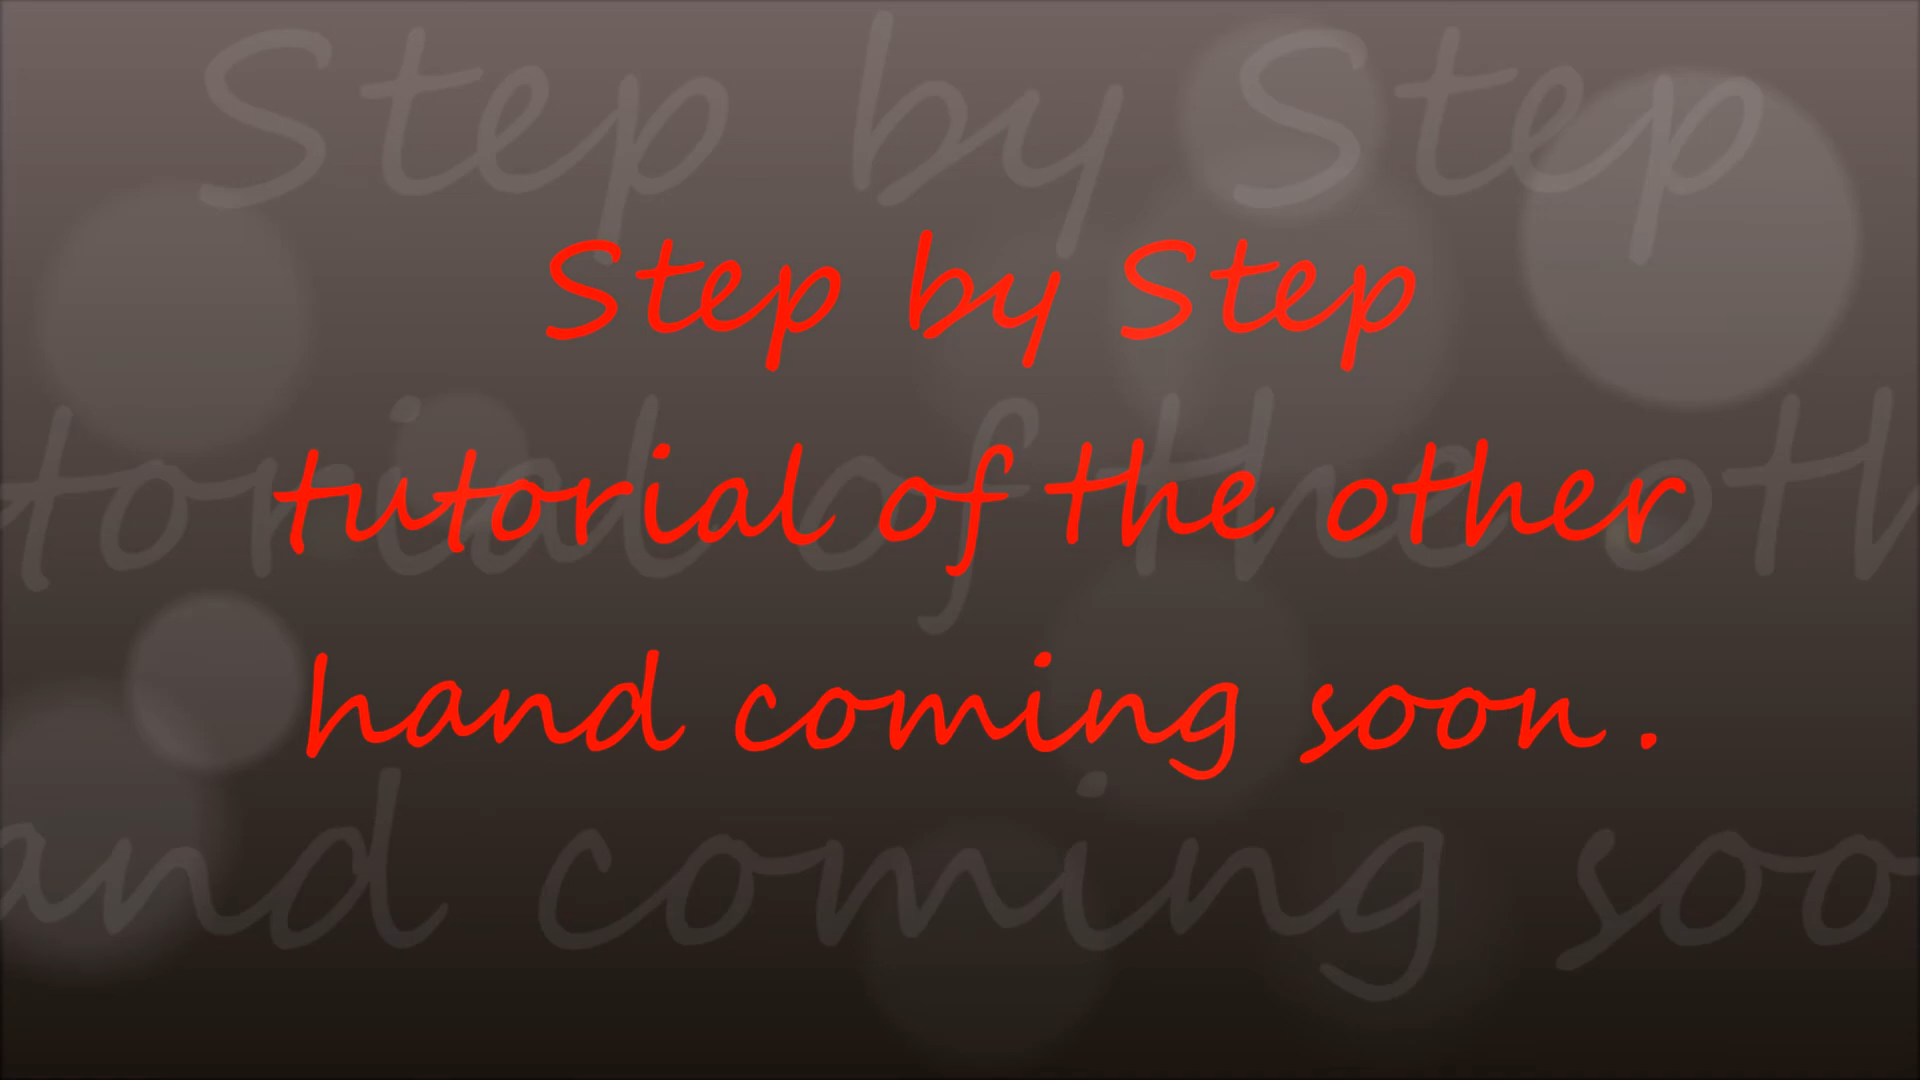 Step by Step
tutorial of the other
hand coming soon.